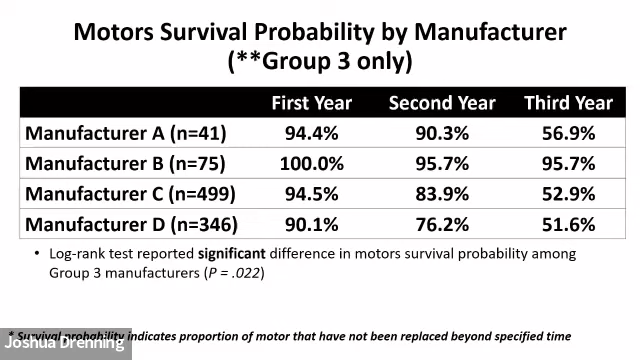 Motors Survival Probability by Manufacturer
(**Group 3 only)
First Year Second Year Third Year
Manufacturer A (n=41) 94.4% 90.3% 56.9%
Manufacturer B (n=75) 100.0% 95.7% 95.7%
Manufacturer C (n=499) 94.5% 83.9% 52.9%
Manufacturer D (n=346) 90.1% 76.2% 51.6%
• Log-rank test reported significant difference in motors survival probability among
Group 3 manufacturers (P = .022)
* Survival probability indicates proportion of motor that have not been replaced beyond specified time
Joshua Drenning